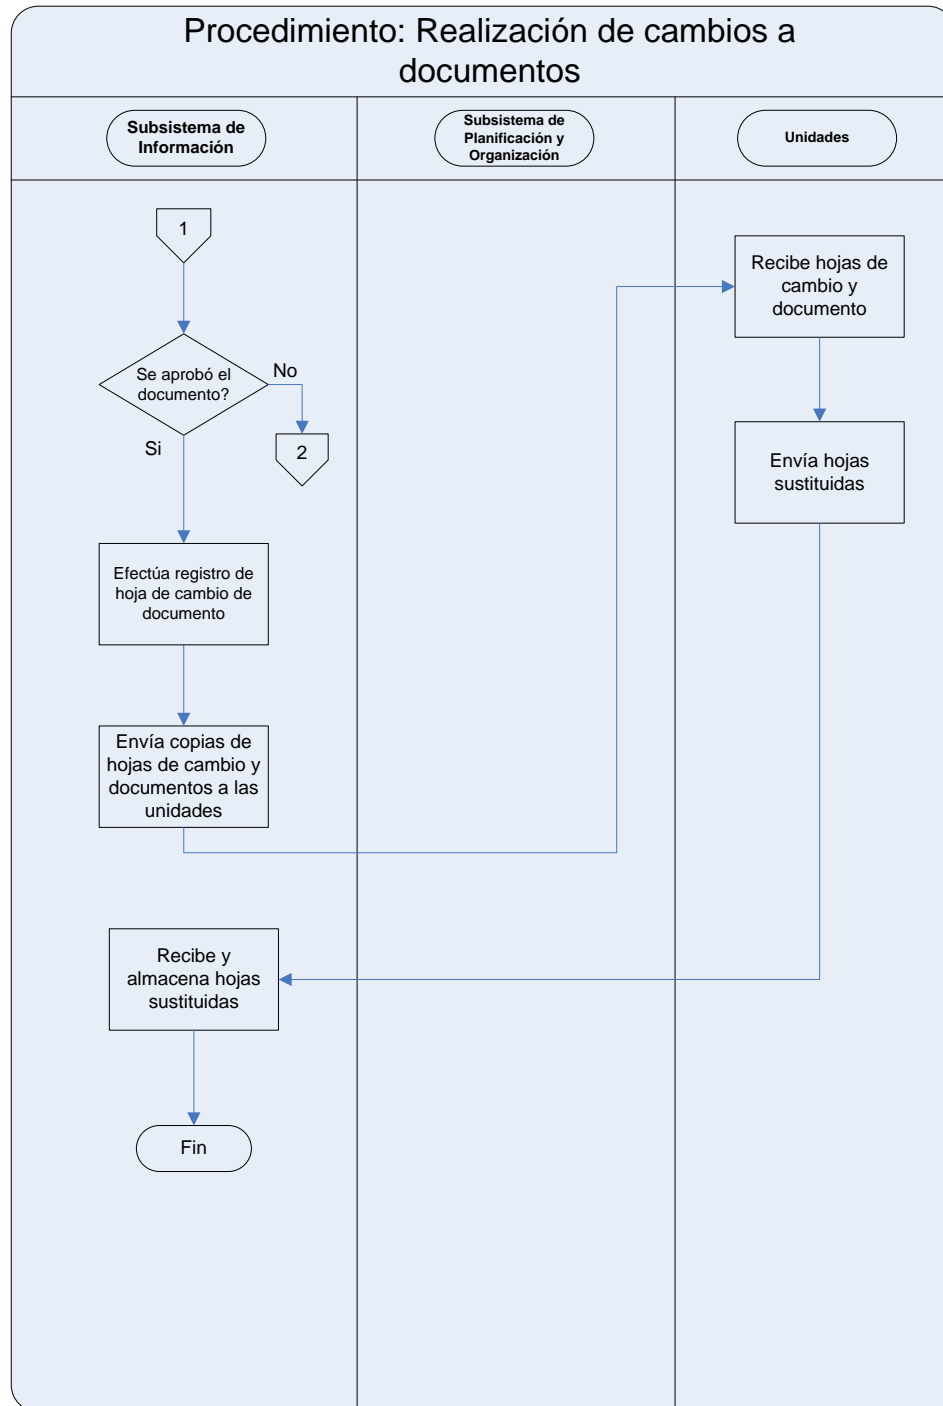 Procedimiento: Realización de cambios a
documentos
Subsistema de
Información
Subsistema de
Planificación y
Organización
Unidades
1
Recibe hojas de
cambio y
documento
Se aprobó el
documento?
No
2
Si
Envía hojas
sustituidas
Efectúa registro de
hoja de cambio de
documento
Envía copias de
hojas de cambio y
documentos a las
unidades
Recibe y
almacena hojas
sustituidas
Fin